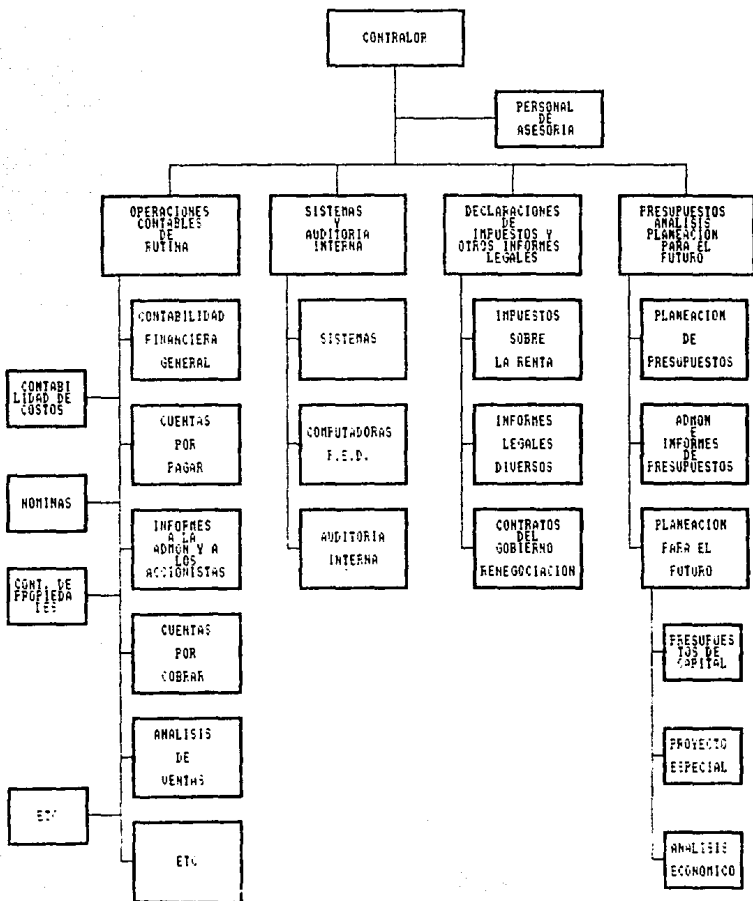 CONTRALOR
PERSONAL
DE
ASESORIA
OPERACIONES
CONTABLES
DE
RUTINA
SISTEMAS
Y
AUDITORIA
INTERNA
DECLARACIONES
DE
IMPUESTOS Y
OTROS INFORMES
LEGALES
PRESUPUESTOS
ANALISIS
PLANEACION
PARA EL
FUTURO
CONTABILIDAD
FINANCIERA
GENERAL
SISTEMAS
IMPUESTOS
SOBRE
LA RENTA
PLANEACION
DE
PRESUPUESTOS
CONTABI
LIDAD DE
COSTOS
CUENTAS
POR
PAGAR
COMPUTADORAS
P.E.D.
INFORMES
LEGALES
DIVERSOS
ADMON
E
INFORMES
DE
PRESUPUESTOS
NOMINAS
INFORMES
A LA
ADMON Y A
LOS
ACCIONISTAS
AUDITORIA
INTERNA
CONTRATOS
DEL
GOBIERNO
RENEGOCIACION
PLANEACION
PARA EL
FUTURO
CONT. DE
PROPIEDA
DES
CUENTAS
POR
COBRAR
PRESUPUES
TOS DE
CAPITAL
ANALISIS
DE
VENTAS
PROYECTO
ESPECIAL
ETC
ETC
ANALISIS
ECONOMICO